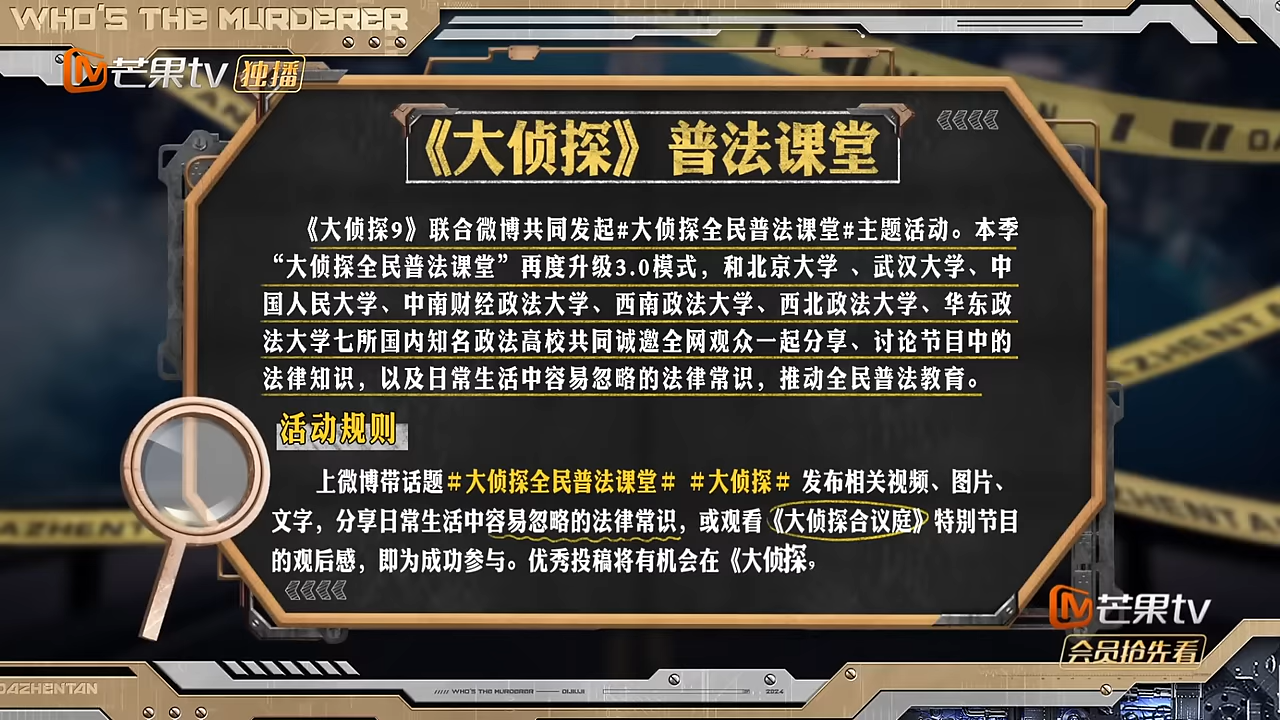 WHO'S THE MURDERER
芒果tv 独播
《大侦探》普法课堂
《大侦探9》联合微博共同发起#大侦探全民普法课堂#主题活动。本季
“大侦探全民普法课堂”再度升级3.0模式，和北京大学 、武汉大学、中
国人民大学、中南财经政法大学、西南政法大学、西北政法大学、华东政
法大学七所国内知名政法高校共同诚邀全网观众一起分享、讨论节目中的
法律知识，以及日常生活中容易忽略的法律常识，推动全民普法教育。
活动规则
上微博带话题#大侦探全民普法课堂# #大侦探# 发布相关视频、图片、
文字，分享日常生活中容易忽略的法律常识，或观看《大侦探合议庭》特别节目
的观后感，即为成功参与。优秀投稿将有机会在《大侦探，
芒果tv
会员抢先看
DAZHENTAN
WHO'S THE MURDERER
2024